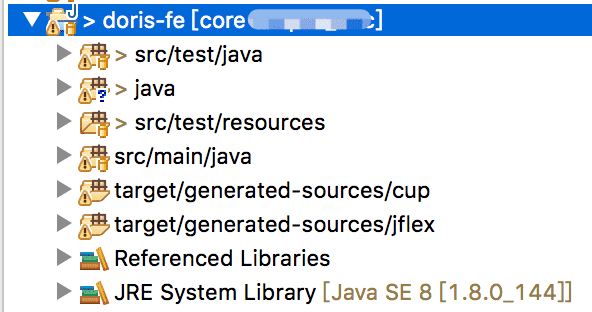 > doris-fe [core c]
> src/test/java
> java
> src/test/resources
src/main/java
target/generated-sources/cup
target/generated-sources/jflex
Referenced Libraries
JRE System Library [Java SE 8 [1.8.0_144]]